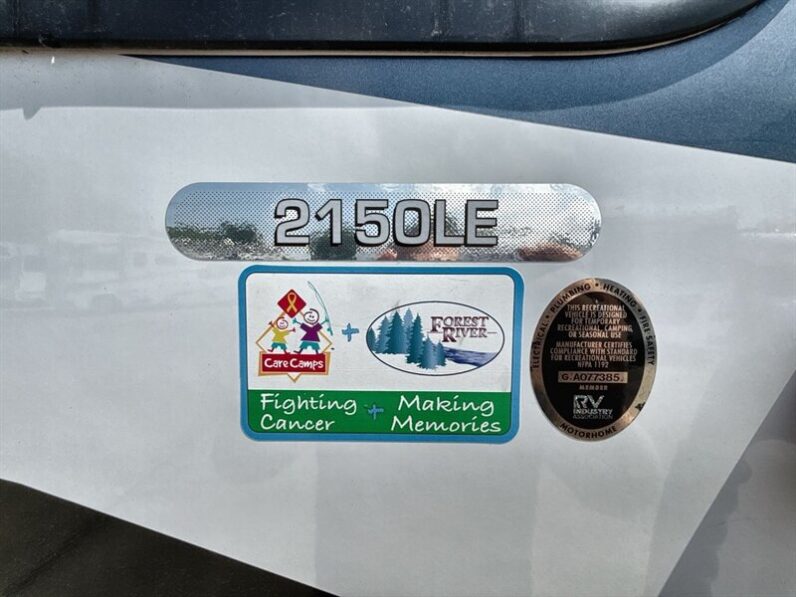 2150LE
Care Camps
+
FOREST
RIVER
Fighting + Making
Cancer Memories
ELECTRICAL • PLUMBING • HEATING • FIRE SAFETY
THIS RECREATIONAL
VEHICLE IS DESIGNED
FOR TEMPORARY
RECREATIONAL, CAMPING
OR SEASONAL USE
MANUFACTURER CERTIFIES
COMPLIANCE WITH STANDARD
FOR RECREATIONAL VEHICLES
NFPA 1192
G.A077385
MEMBER
RV
INDUSTRY
ASSOCIATION
MOTORHOME